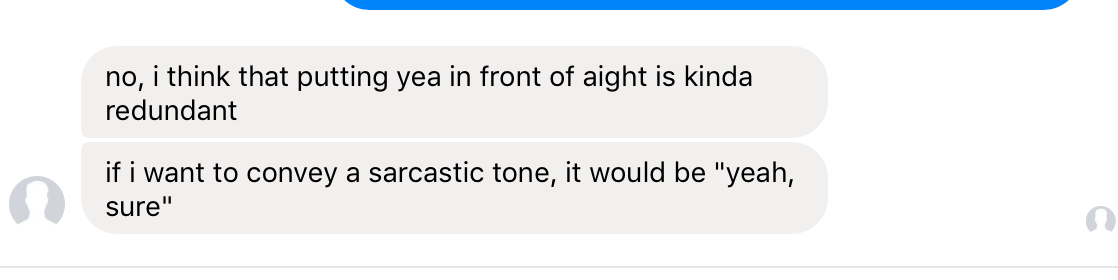 no, i think that putting yea in front of aight is kinda
redundant
if i want to convey a sarcastic tone, it would be "yeah,
sure"